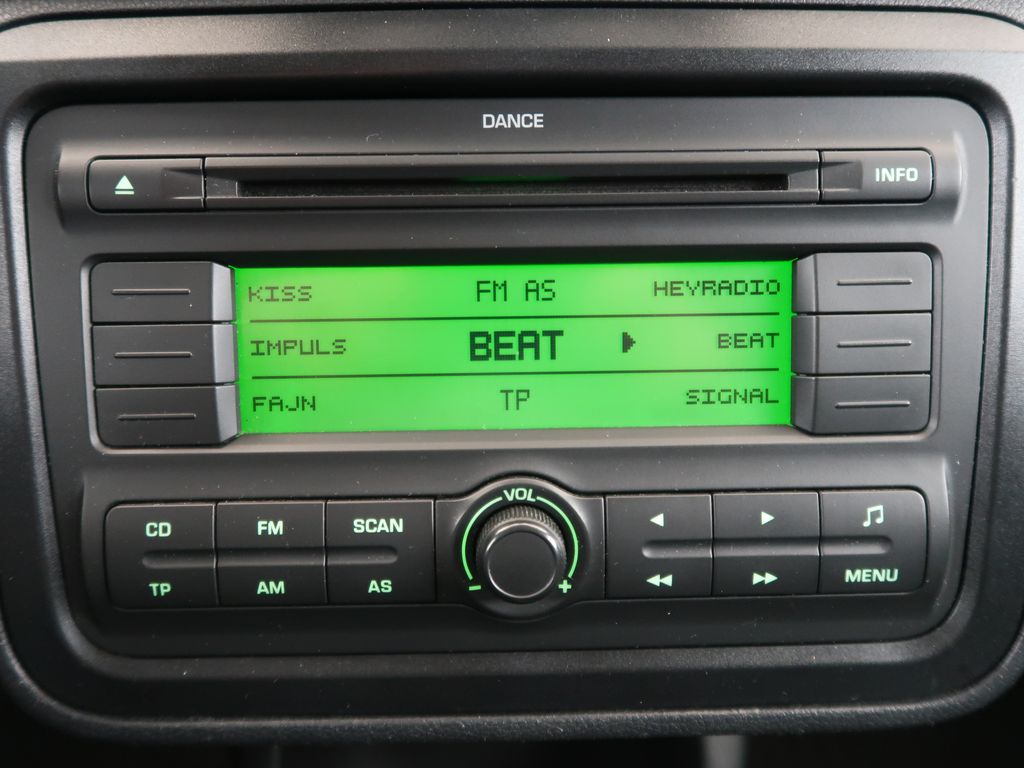 DANCE
INFO
KISS FM AS HEYRADIO
IMPULS BEAT BEAT
FAJN TP SIGNAL
VOL
CD FM SCAN
TP AM AS - + MENU